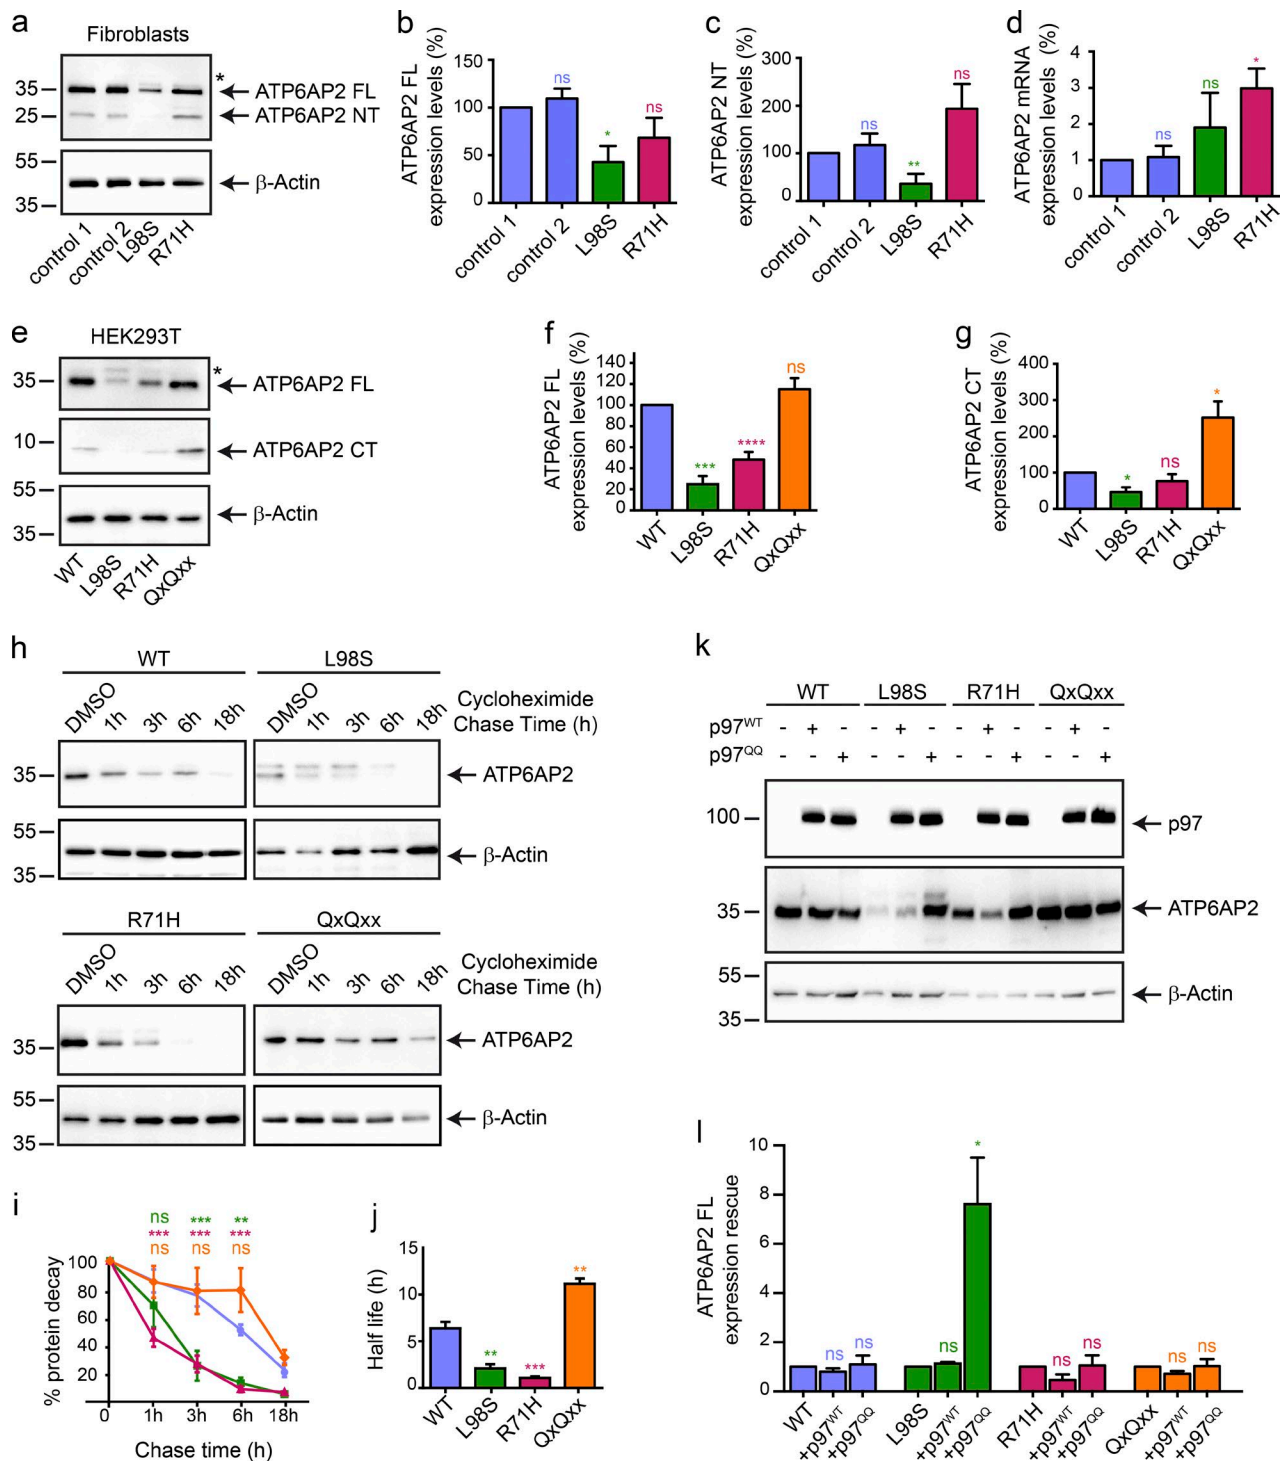 a
Fibroblasts
35
25
*
ATP6AP2 FL
ATP6AP2 NT
55
35
β-Actin
control 1
control 2
L98S
R71H
b
ATP6AP2 FL
expression levels (%)
150
100
50
0
ns
*
ns
control 1
control 2
L98S
R71H
c
ATP6AP2 NT
expression levels (%)
300
200
100
0
ns
**
ns
control 1
control 2
L98S
R71H
d
ATP6AP2 mRNA
expression levels (%)
4
3
2
1
0
ns
ns
*
control 1
control 2
L98S
R71H
e
HEK293T
35
*
ATP6AP2 FL
10
ATP6AP2 CT
55
35
β-Actin
WT
L98S
R71H
QxQxx
f
ATP6AP2 FL
expression levels (%)
140
120
100
80
60
40
20
0
***
****
ns
WT
L98S
R71H
QxQxx
g
ATP6AP2 CT
expression levels (%)
400
300
200
100
0
*
ns
*
WT
L98S
R71H
QxQxx
h
WT
L98S
DMSO
1h
3h
6h
18h
DMSO
1h
3h
6h
18h
Cycloheximide
Chase Time (h)
35
ATP6AP2
55
35
β-Actin
R71H
QxQxx
DMSO
1h
3h
6h
18h
DMSO
1h
3h
6h
18h
Cycloheximide
Chase Time (h)
35
ATP6AP2
55
35
β-Actin
i
% protein decay
100
80
60
40
20
ns
***
ns
***
***
ns
**
***
ns
0
1h
3h
6h
18h
Chase time (h)
j
Half life (h)
15
10
5
0
**
***
**
WT
L98S
R71H
QxQxx
k
WT L98S R71H QxQxx
p97WT - + - - + - - + - - + -
p97QQ - - + - - + - - + - - +
100
p97
35
ATP6AP2
55
35
β-Actin
l
ATP6AP2 FL
expression rescue
10
8
6
4
2
0
ns
ns
ns
*
ns
ns
ns
ns
WT
+p97WT
+p97QQ
L98S
+p97WT
+p97QQ
R71H
+p97WT
+p97QQ
QxQxx
+p97WT
+p97QQ